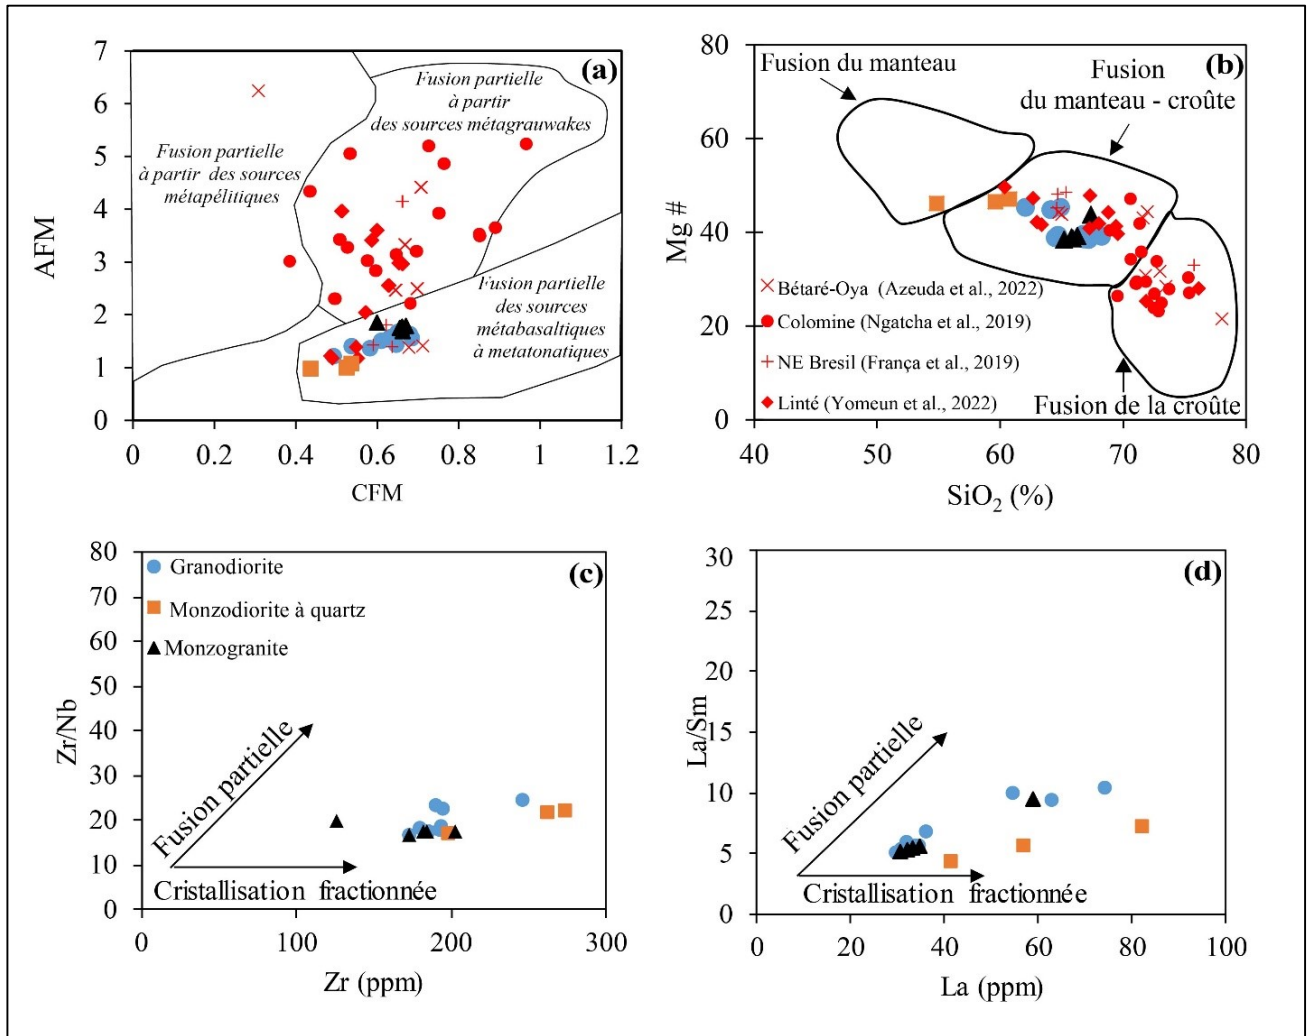 (a)
7
6
5
4
3
2
1
0
AFM
Fusion partielle
à partir
des sources métagrauwakes
Fusion partielle
à partir des sources
métapélitiques
Fusion partielle
des sources
métabasaltiques
à metatonatiques
0 0.2 0.4 0.6 0.8 1 1.2
CFM
(b)
80
60
40
20
0
Mg #
Fusion du manteau
Fusion
du manteau - croûte
Bétaré-Oya (Azeuda et al., 2022)
Colomine (Ngatcha et al., 2019)
NE Bresil (França et al., 2019)
Linté (Yomeun et al., 2022)
Fusion de la croûte
40 50 60 70 80
SiO2 (%)
(c)
80
70
60
50
40
30
20
10
0
Zr/Nb
Granodiorite
Monzodiorite à quartz
Monzogranite
Fusion partielle
Cristallisation fractionnée
0 100 200 300
Zr (ppm)
(d)
30
25
20
15
10
5
0
La/Sm
Fusion partielle
Cristallisation fractionnée
0 20 40 60 80 100
La (ppm)